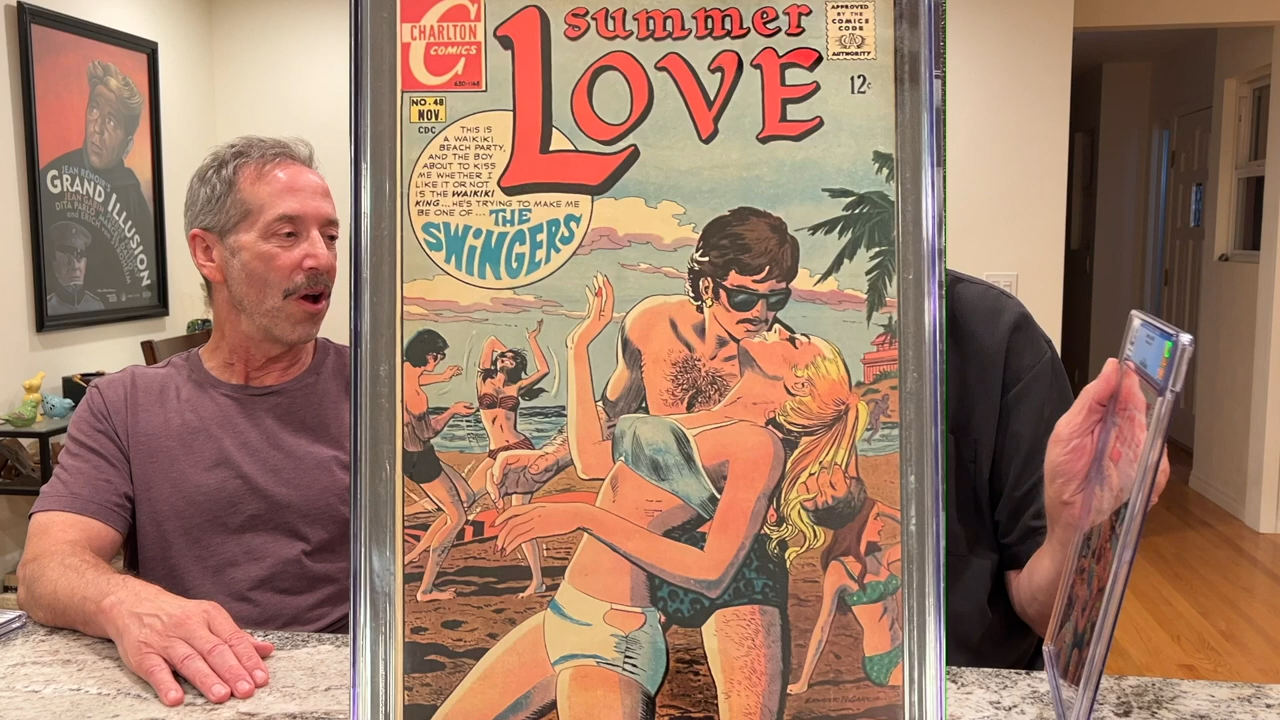 JEAN RENOIR'S
GRAND ILLUSION
CHARLTON
COMICS
NO. 48
NOV.
CDC
summer
LOVE
APPROVED
BY THE
COMICS
CODE
AUTHORITY
12¢
THIS IS
A WAIKIKI
BEACH PARTY,
AND THE BOY
ABOUT TO KISS
ME WHETHER I
LIKE IT OR NOT
IS THE WAIKIKI
KING...HE'S TRYING TO MAKE ME
BE ONE OF... THE
SWINGERS